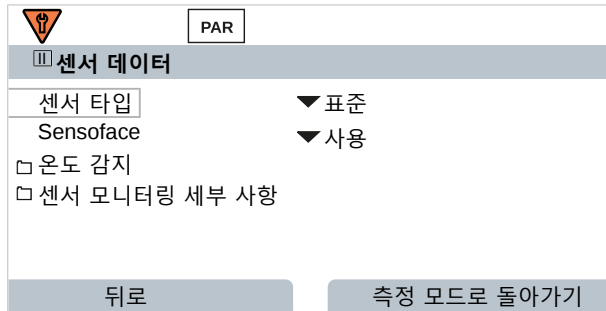 PAR
II 센서 데이터
센서 타입 표준
Sensoface 사용
온도 감지
센서 모니터링 세부 사항
뒤로 측정 모드로 돌아가기